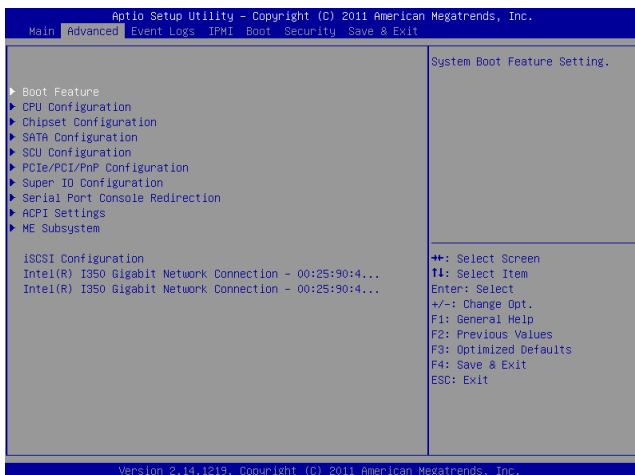 Aptio Setup Utility – Copyright (C) 2011 American Megatrends, Inc.
Main Advanced Event Logs IPMI Boot Security Save & Exit
System Boot Feature Setting.
▶ Boot Feature
▶ CPU Configuration
▶ Chipset Configuration
▶ SATA Configuration
▶ SCU Configuration
▶ PCIe/PCI/PnP Configuration
▶ Super IO Configuration
▶ Serial Port Console Redirection
▶ ACPI Settings
▶ ME Subsystem
iSCSI Configuration
Intel(R) I350 Gigabit Network Connection – 00:25:90:4...
Intel(R) I350 Gigabit Network Connection – 00:25:90:4...
→←: Select Screen
↑↓: Select Item
Enter: Select
+/-: Change Opt.
F1: General Help
F2: Previous Values
F3: Optimized Defaults
F4: Save & Exit
ESC: Exit
Version 2.14.1219. Copyright (C) 2011 American Megatrends, Inc.